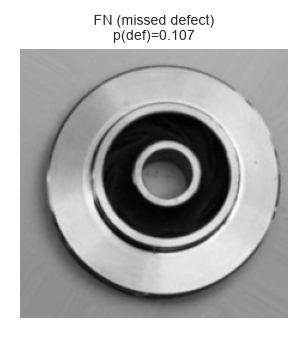 FN (missed defect)
p(def)=0.107